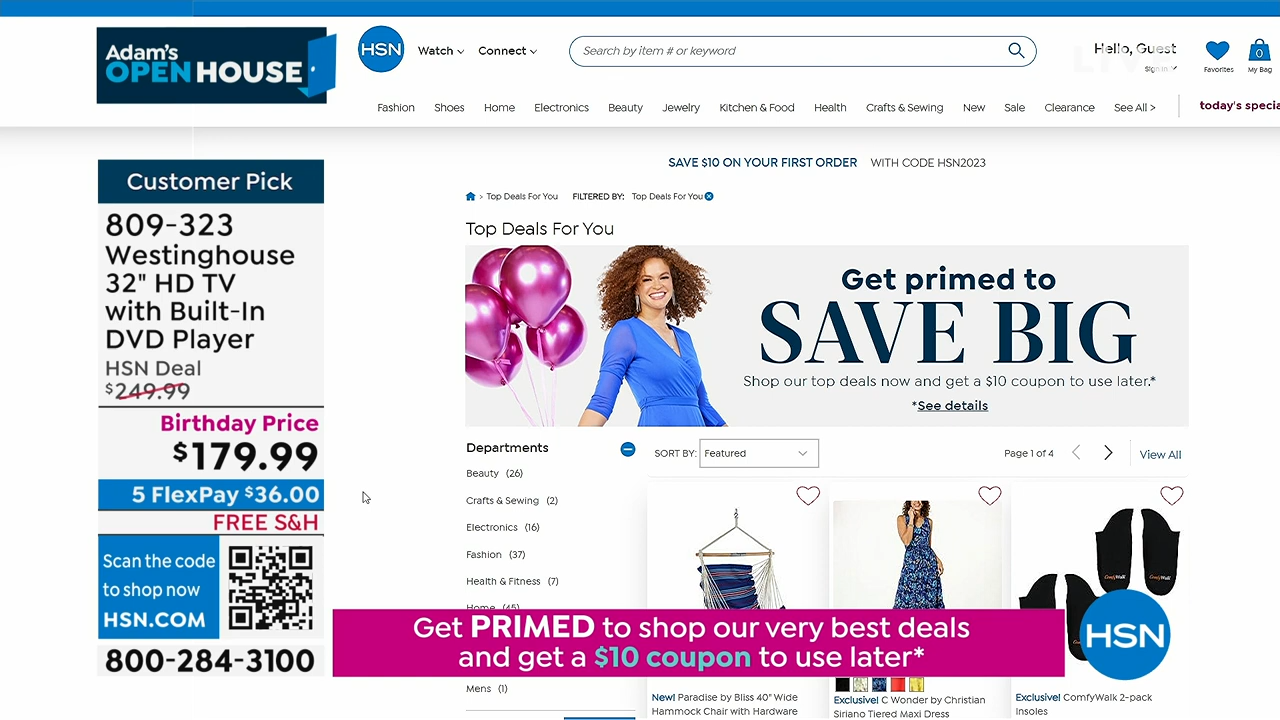 Adam's
OPEN HOUSE
HSN
Watch
Connect
Search by item # or keyword
Hello, Guest
Sign in
LIVE
Favorites
0
My Bag
Fashion
Shoes
Home
Electronics
Beauty
Jewelry
Kitchen & Food
Health
Crafts & Sewing
New
Sale
Clearance
See All >
today's specia
SAVE $10 ON YOUR FIRST ORDER WITH CODE HSN2023
> Top Deals For You FILTERED BY: Top Deals For You
Top Deals For You
Get primed to
SAVE BIG
Shop our top deals now and get a $10 coupon to use later.*
*See details
Customer Pick
809-323
Westinghouse
32" HD TV
with Built-In
DVD Player
HSN Deal
$249.99
Birthday Price
$179.99
5 FlexPay $36.00
FREE S&H
Scan the code
to shop now
HSN.COM
800-284-3100
Departments
Beauty (26)
Crafts & Sewing (2)
Electronics (16)
Fashion (37)
Health & Fitness (7)
Home (45)
Mens (1)
SORT BY: Featured
Page 1 of 4
View All
ComfyWalk
ComfyWalk
Get PRIMED to shop our very best deals
and get a $10 coupon to use later*
HSN
New! Paradise by Bliss 40" Wide
Hammock Chair with Hardware
Exclusive! C Wonder by Christian
Siriano Tiered Maxi Dress
Exclusive! ComfyWalk 2-pack
Insoles